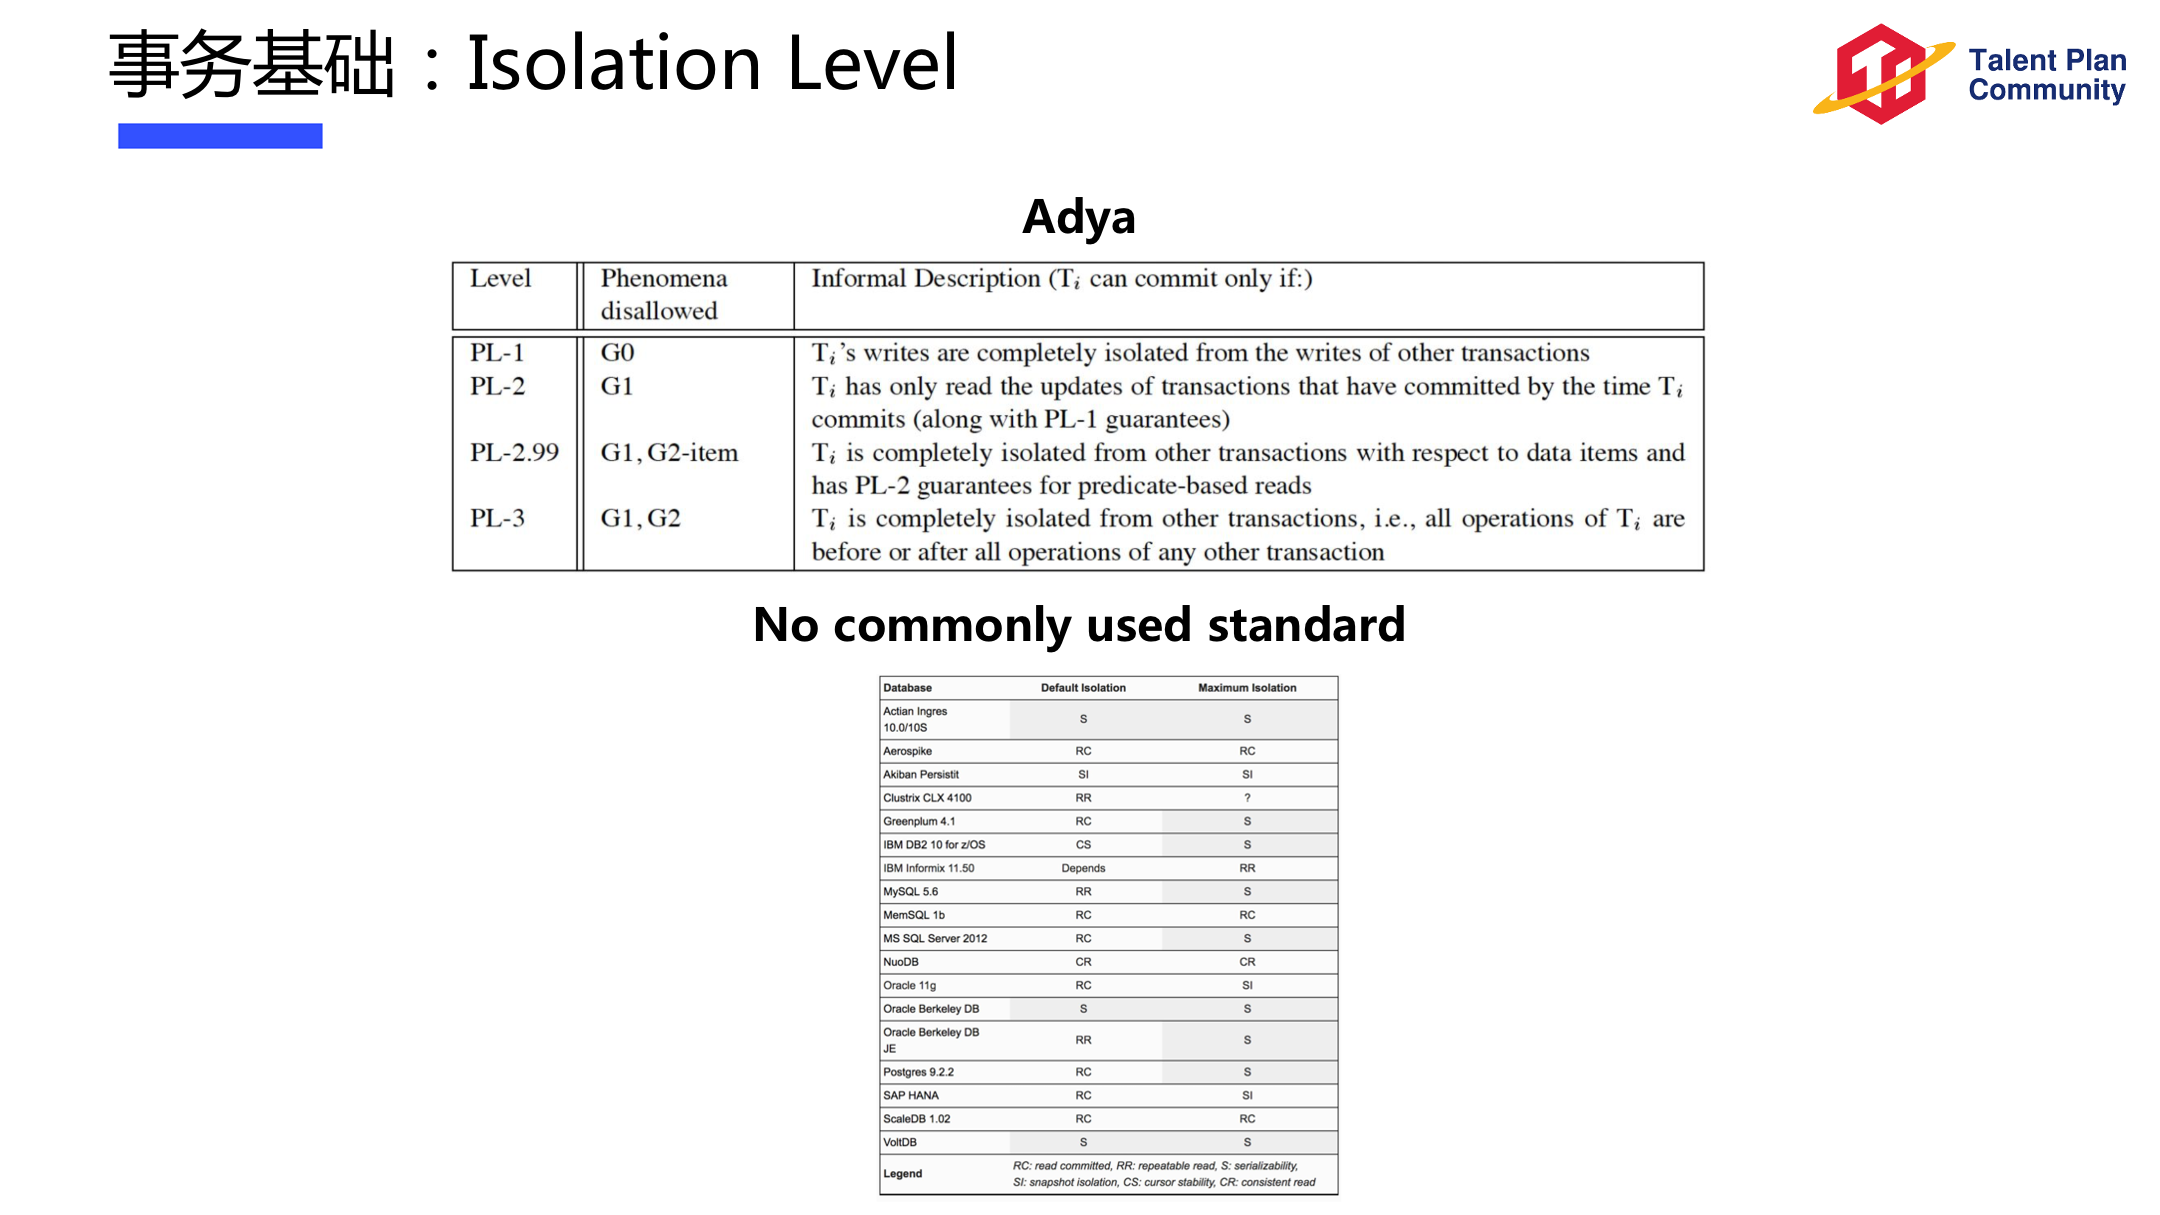 事务基础：Isolation Level
Talent Plan
Community
Adya
Level Phenomena disallowed Informal Description (Ti can commit only if:)
PL-1 G0 Ti's writes are completely isolated from the writes of other transactions
PL-2 G1 Ti has only read the updates of transactions that have committed by the time Ti
commits (along with PL-1 guarantees)
PL-2.99 G1, G2-item Ti is completely isolated from other transactions with respect to data items and
has PL-2 guarantees for predicate-based reads
PL-3 G1, G2 Ti is completely isolated from other transactions, i.e., all operations of Ti are
before or after all operations of any other transaction
No commonly used standard
Database Default Isolation Maximum Isolation
Actian Ingres 10.0/10S S S
Aerospike RC RC
Akiban Persistit SI SI
Clustrix CLX 4100 RR ?
Greenplum 4.1 RC S
IBM DB2 10 for z/OS CS S
IBM Informix 11.50 Depends RR
MySQL 5.6 RR S
MemSQL 1b RC RC
MS SQL Server 2012 RC S
NuoDB CR CR
Oracle 11g RC SI
Oracle Berkeley DB S S
Oracle Berkeley DB JE RR S
Postgres 9.2.2 RC S
SAP HANA RC SI
ScaleDB 1.02 RC RC
VoltDB S S
Legend RC: read committed, RR: repeatable read, S: serializability,
SI: snapshot isolation, CS: cursor stability, CR: consistent read